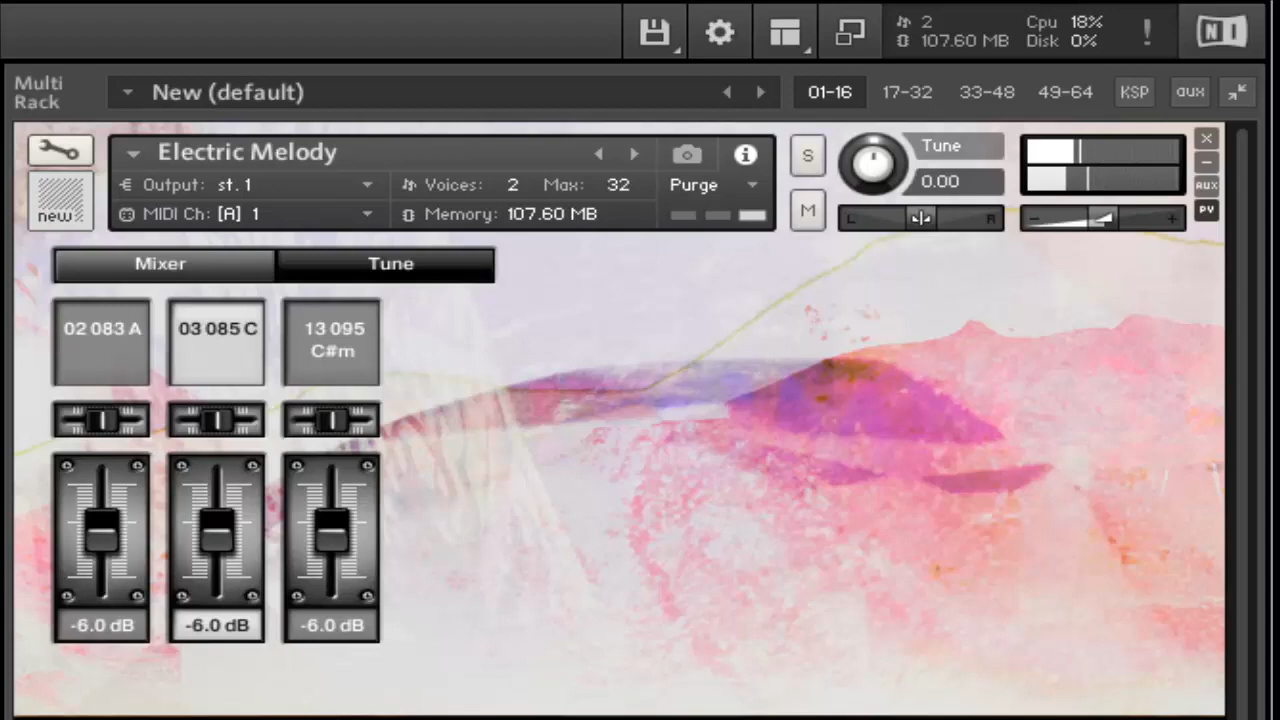 2 Cpu 18%
107.60 MB Disk 0% ! NI
Multi
Rack
New (default) 01-16 17-32 33-48 49-64 KSP aux
Electric Melody i S Tune
Output: st. 1 Voices: 2 Max: 32 Purge 0.00
new MIDI Ch: [A] 1 Memory: 107.60 MB M L R - +
AUX
PV
Mixer Tune
02 083 A 03 085 C 13 095
C#m
-6.0 dB -6.0 dB -6.0 dB